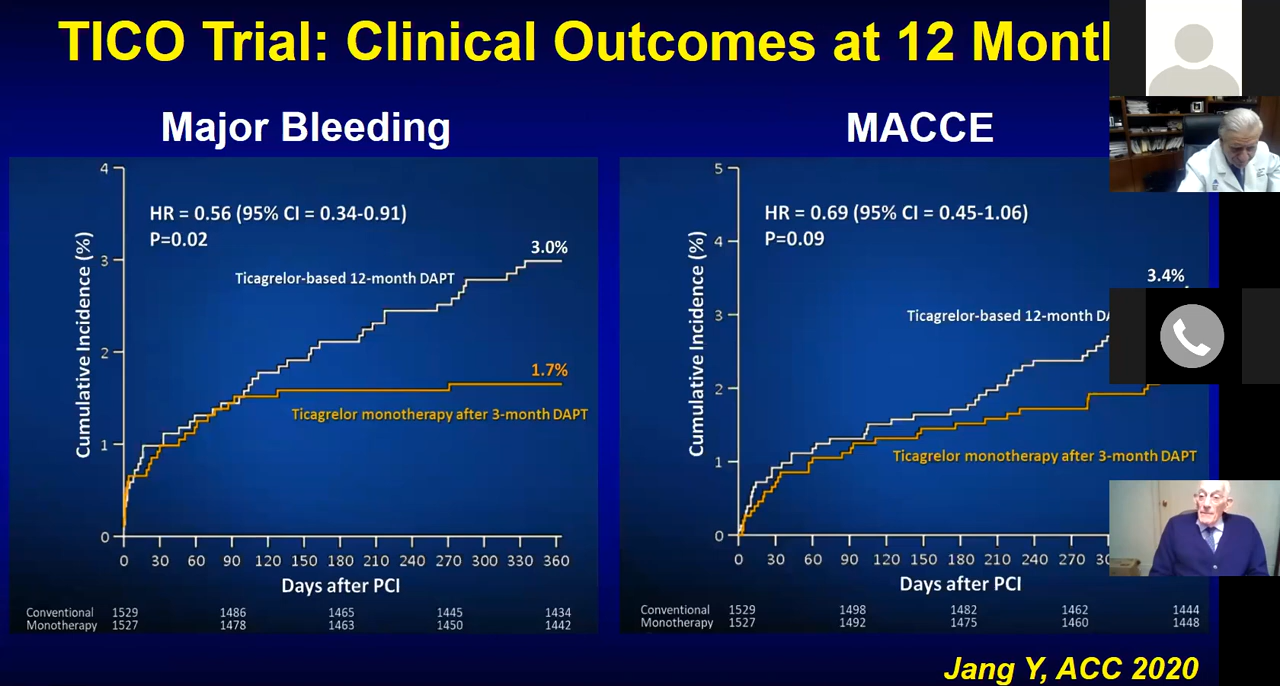 TICO Trial: Clinical Outcomes at 12 Mont
Major Bleeding
4
3
2
1
0
Cumulative Incidence (%)
HR = 0.56 (95% CI = 0.34-0.91)
P=0.02
3.0%
Ticagrelor-based 12-month DAPT
1.7%
Ticagrelor monotherapy after 3-month DAPT
0 30 60 90 120 150 180 210 240 270 300 330 360
Days after PCI
Conventional 1529 1486 1465 1445 1434
Monotherapy 1527 1478 1463 1450 1442
MACCE
5
4
3
2
1
0
Cumulative Incidence (%)
HR = 0.69 (95% CI = 0.45-1.06)
P=0.09
3.4%
Ticagrelor-based 12-month DA
Ticagrelor monotherapy after 3-month DAPT
0 30 60 90 120 150 180 210 240 270 30
Days after PCI
Conventional 1529 1498 1482 1462 1444
Monotherapy 1527 1492 1475 1460 1448
Jang Y, ACC 2020